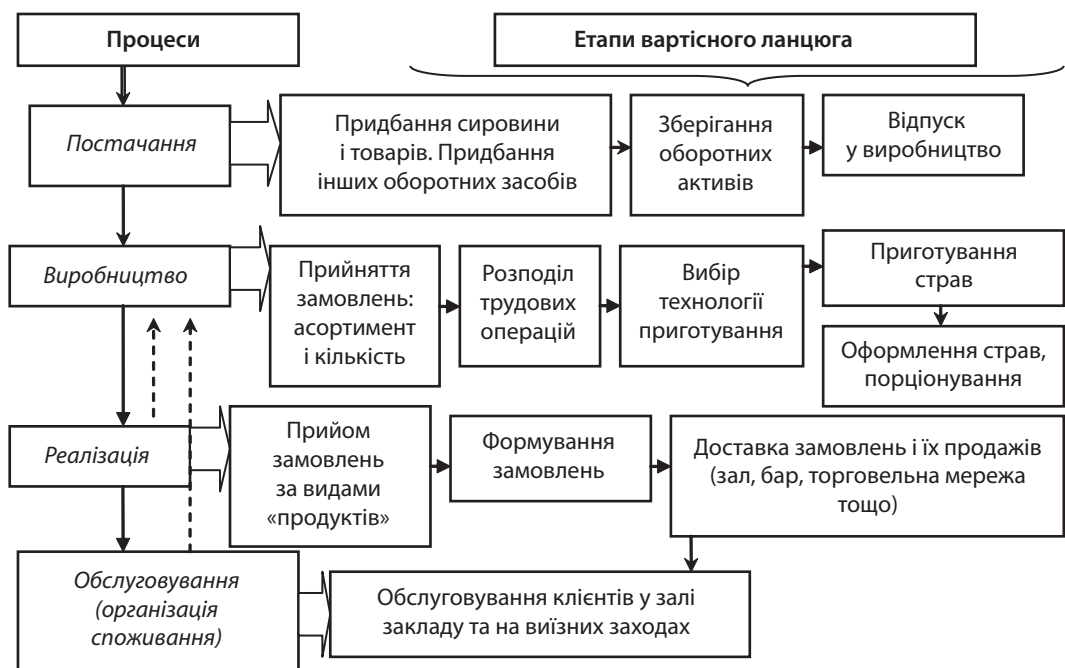 Процеси
Етапи вартісного ланцюга
Постачання
Придбання сировини
і товарів. Придбання
інших оборотних засобів
Зберігання
оборотних
активів
Відпуск
у виробництво
Виробництво
Прийняття
замовлень:
асортимент
і кількість
Розподіл
трудових
операцій
Вибір
технології
приготування
Приготування
страв
Оформлення страв,
порціонування
Реалізація
Прийом
замовлень
за видами
«продуктів»
Формування
замовлень
Доставка замовлень і їх продажів
(зал, бар, торговельна мережа
тощо)
Обслуговування
(організація
споживання)
Обслуговування клієнтів у залі
закладу та на виїзних заходах